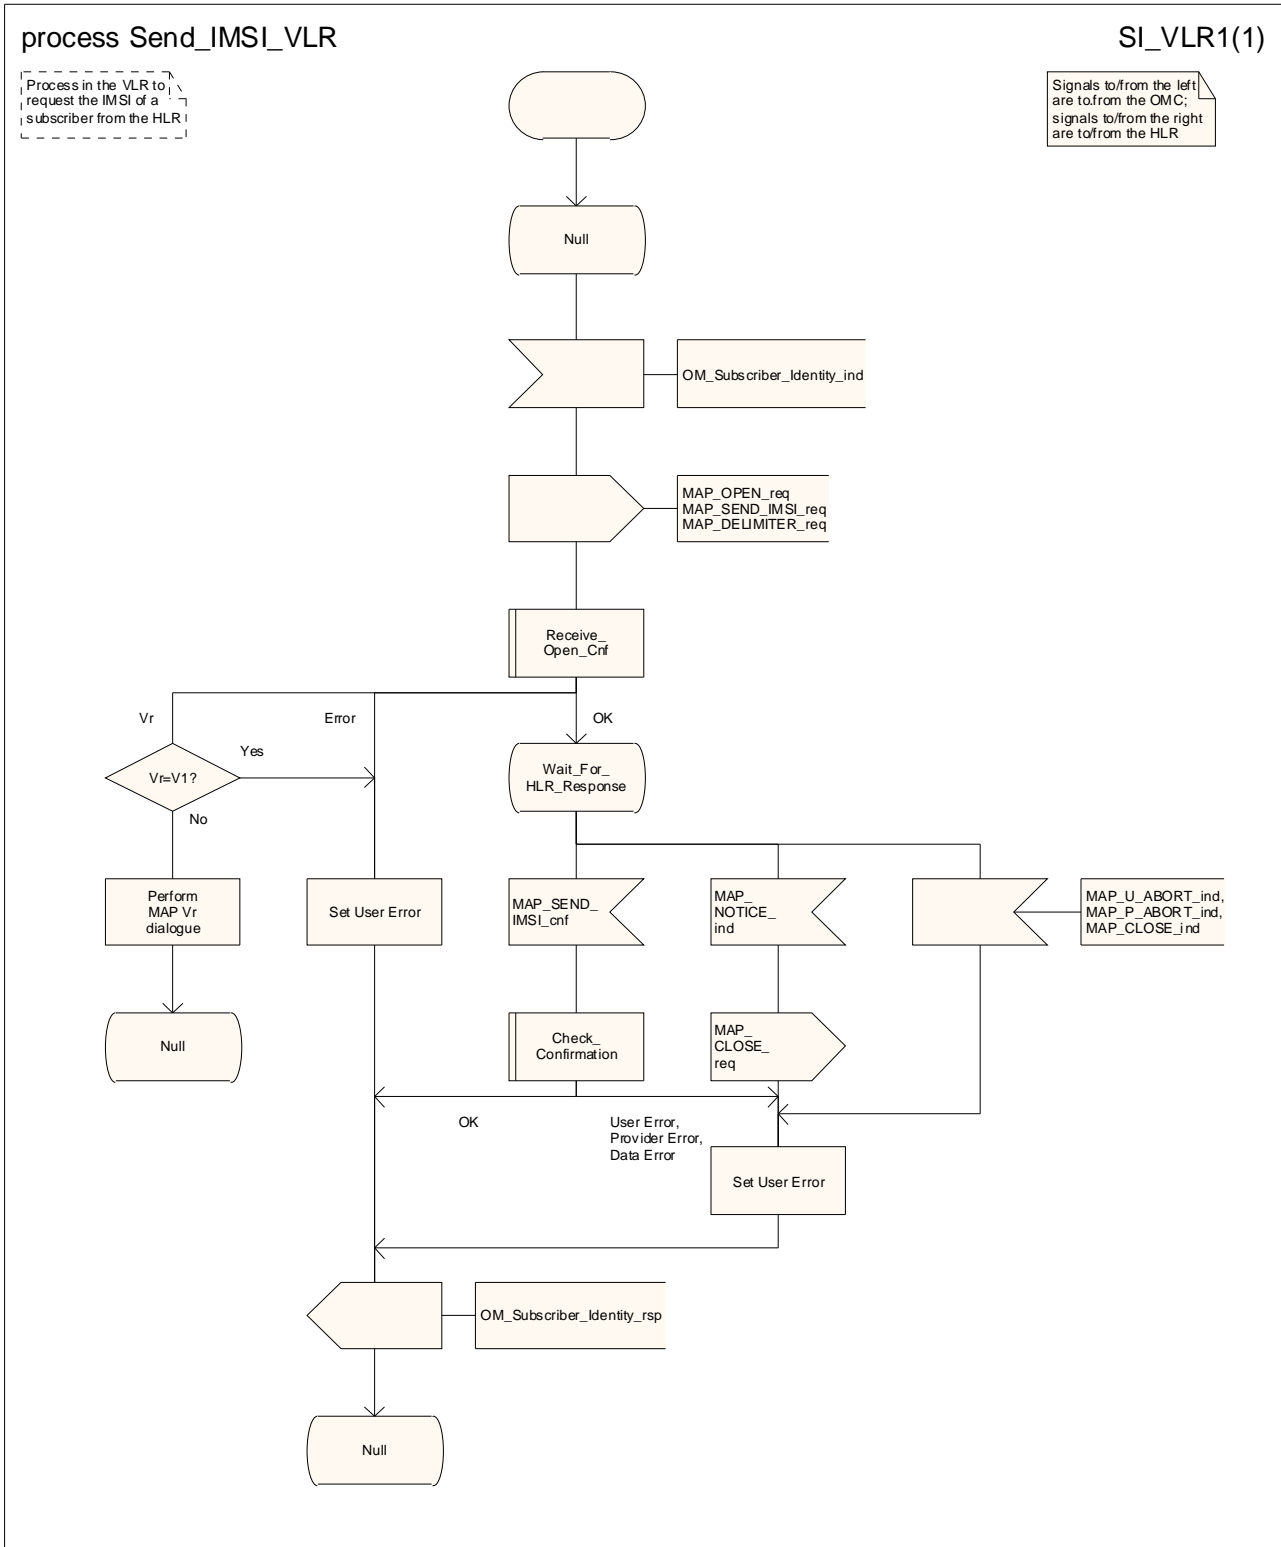 process Send_IMSI_VLR
SI_VLR1(1)
Process in the VLR to
request the IMSI of a
subscriber from the HLR
Signals to/from the left
are to.from the OMC;
signals to/from the right
are to/from the HLR
Null
OM_Subscriber_Identity_ind
MAP_OPEN_req
MAP_SEND_IMSI_req
MAP_DELIMITER_req
Receive_
Open_Cnf
Vr
Error
OK
Yes
Vr=V1?
Wait_For_
HLR_Response
No
Perform
MAP Vr
dialogue
Set User Error
MAP_SEND_
IMSI_cnf
MAP_
NOTICE_
ind
MAP_U_ABORT_ind,
MAP_P_ABORT_ind,
MAP_CLOSE_ind
Null
Check_
Confirmation
MAP_
CLOSE_
req
OK
User Error,
Provider Error,
Data Error
Set User Error
OM_Subscriber_Identity_rsp
Null